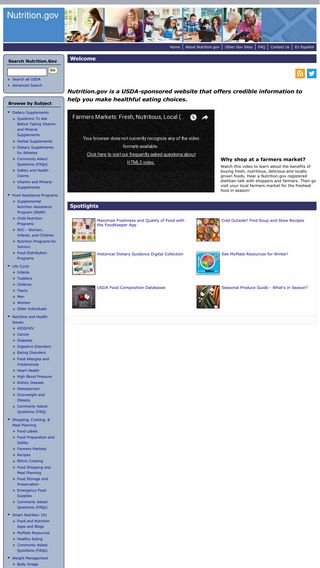 Nutrition.gov
Home | About Nutrition.gov | Other Gov Sites | FAQ | Contact Us | En Español
Search Nutrition.Gov
Go
Search all USDA
Advanced Search
Browse by Subject
Dietary Supplements
Questions To Ask
Before Taking Vitamin
and Mineral
Supplements
Herbal Supplements
Dietary Supplements
for Athletes
Commonly Asked
Questions (FAQ)
Safety and Health
Claims
Vitamin and Mineral
Supplements
Food Assistance Programs
Supplemental
Nutrition Assistance
Program (SNAP)
Child Nutrition
Programs
WIC - Women,
Infants, and Children
Nutrition Programs for
Seniors
Food Distribution
Programs
Life Cycle
Infants
Toddlers
Children
Teens
Men
Women
Older Individuals
Nutrition and Health
Issues
AIDS/HIV
Cancer
Diabetes
Digestive Disorders
Eating Disorders
Food Allergies and
Intolerances
Heart Health
High Blood Pressure
Kidney Disease
Osteoporosis
Overweight and
Obesity
Commonly Asked
Questions (FAQ)
Shopping, Cooking, &
Meal Planning
Food Labels
Food Preparation and
Safety
Farmers Markets
Recipes
Ethnic Cooking
Food Shopping and
Meal Planning
Food Storage and
Preservation
Emergency Food
Supplies
Commonly Asked
Questions (FAQs)
Smart Nutrition 101
Food and Nutrition
Apps and Blogs
MyPlate Resources
Healthy Eating
Commonly Asked
Questions (FAQs)
Weight Management
Body Image
Welcome
Nutrition.gov is a USDA-sponsored website that offers credible information to
help you make healthful eating choices.
Farmers Markets: Fresh, Nutritious, Local (
Your browser does not currently recognize any of the video
formats available.
Click here to visit our frequently asked questions about
HTML5 video.
Why shop at a farmers market?
Watch this video to learn about the benefits of
buying fresh, nutritious, delicious and locally
grown foods. Hear a Nutrition.gov registered
dietitian talk with shoppers and farmers. Then go
visit your local farmers market for the freshest
food in season!
Spotlights
Maximize Freshness and Quality of Food with
the FoodKeeper App
Cold Outside? Find Soup and Stew Recipes
Historical Dietary Guidance Digital Collection
See MyPlate Resources for Winter!
USDA Food Composition Databases
Seasonal Produce Guide - What's in Season?